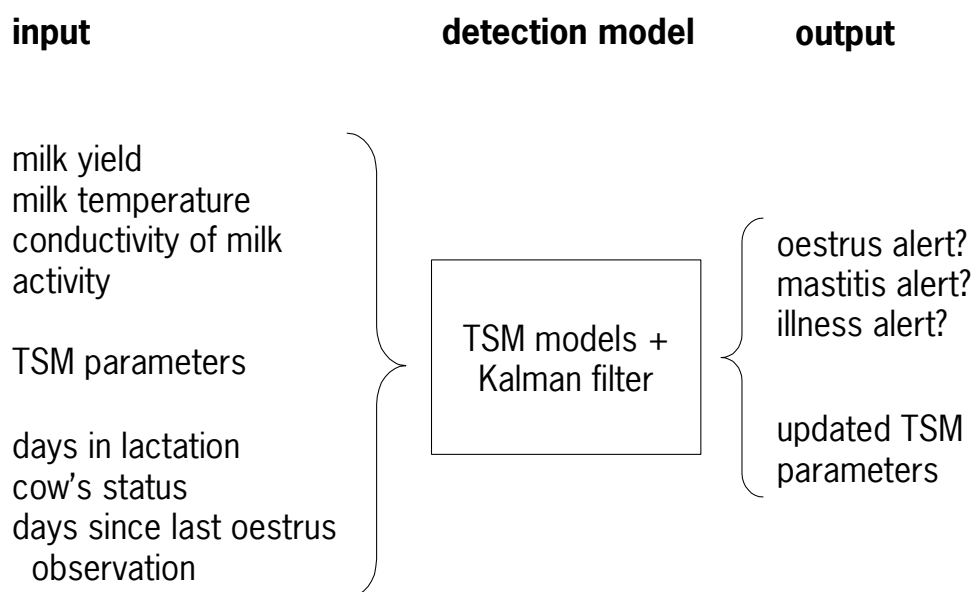 input
detection model
output
milk yield
milk temperature
conductivity of milk
activity
TSM parameters
days in lactation
cow's status
days since last oestrus
observation
TSM models +
Kalman filter
oestrus alert?
mastitis alert?
illness alert?
updated TSM
parameters